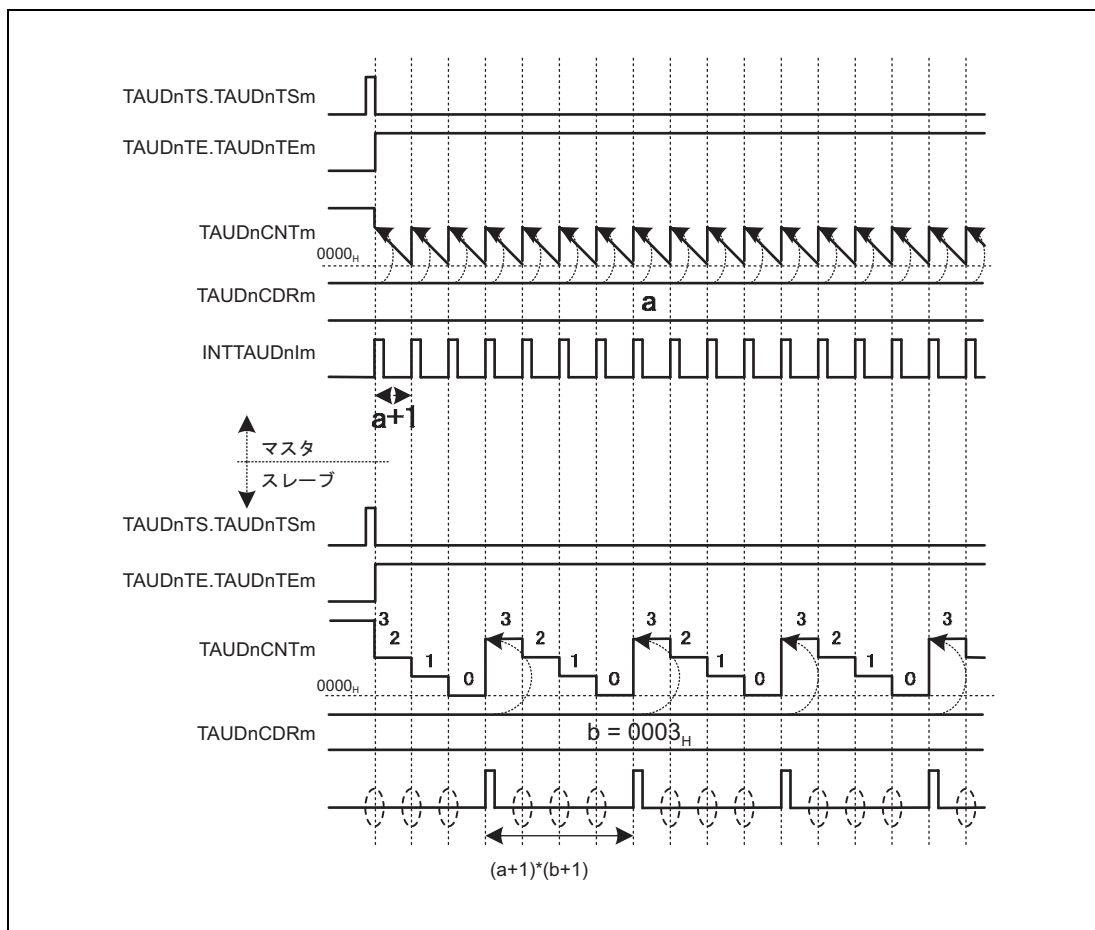 TAUDnTS.TAUDnTSm
TAUDnTE.TAUDnTEm
TAUDnCNTm
0000H
TAUDnCDRm
a
INTTAUDnIm
a+1
マスタ
スレーブ
TAUDnTS.TAUDnTSm
TAUDnTE.TAUDnTEm
3 3 3 3 3
2 2 2 2
TAUDnCNTm
1 1 1 1
0 0 0 0
0000H
b = 0003H
TAUDnCDRm
(a+1)*(b+1)